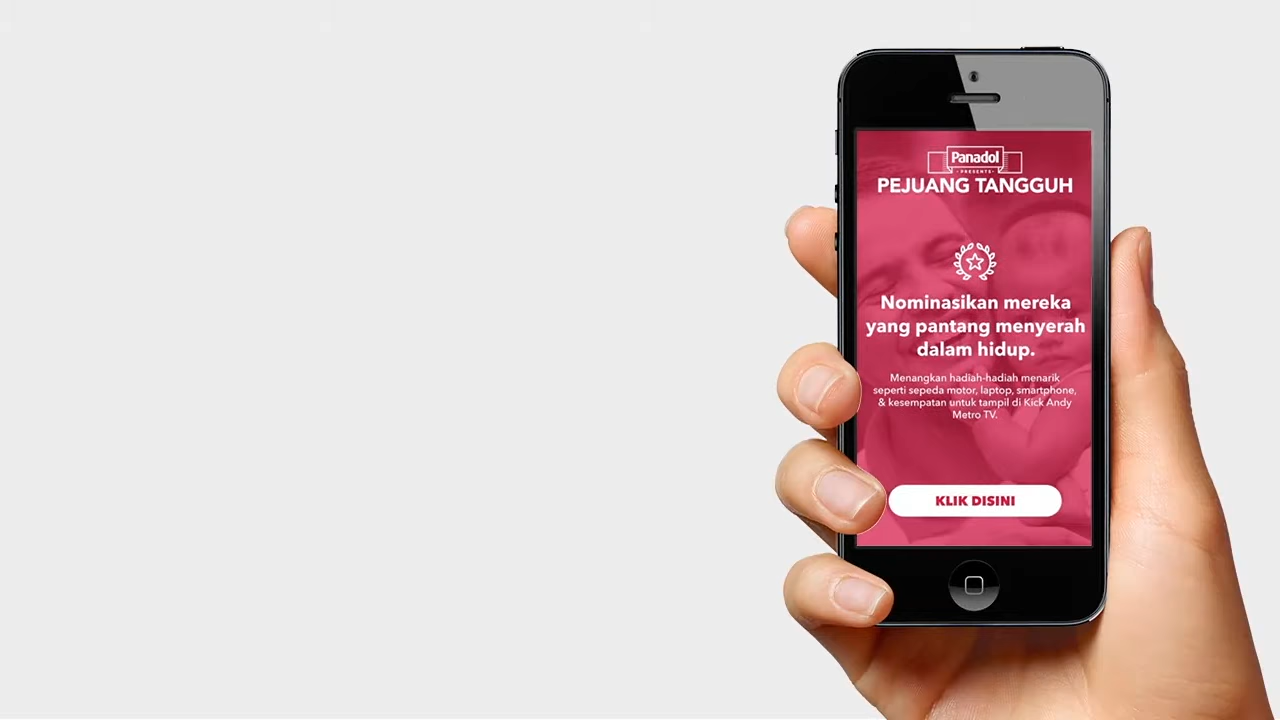 Panadol
PRESENTS
PEJUANG TANGGUH
Nominasikan mereka
yang pantang menyerah
dalam hidup.
Menangkan hadiah-hadiah menarik
seperti sepeda motor, laptop, smartphone,
& kesempatan untuk tampil di Kick Andy
Metro TV.
KLIK DISINI